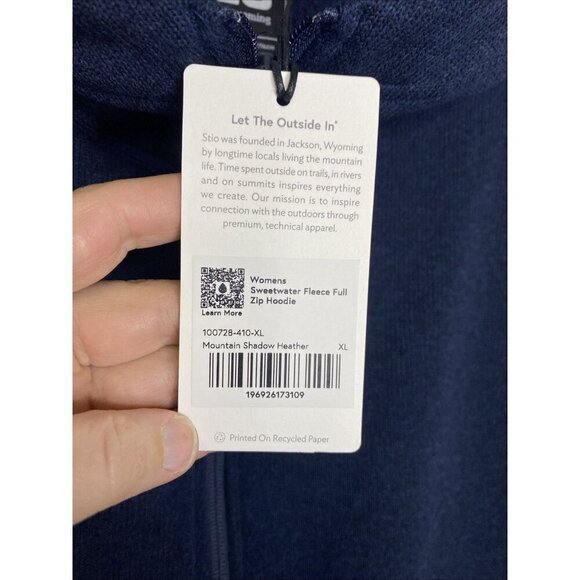 Let The Outside In®
Stio was founded in Jackson, Wyoming
by longtime locals living the mountain
life. Time spent outside on trails, in rivers
and on summits inspires everything
we create. Our mission is to inspire
connection with the outdoors through
premium, technical apparel.
Womens
Sweetwater Fleece Full
Zip Hoodie
Learn More
100728-410-XL
Mountain Shadow Heather XL
196926173109
Printed On Recycled Paper